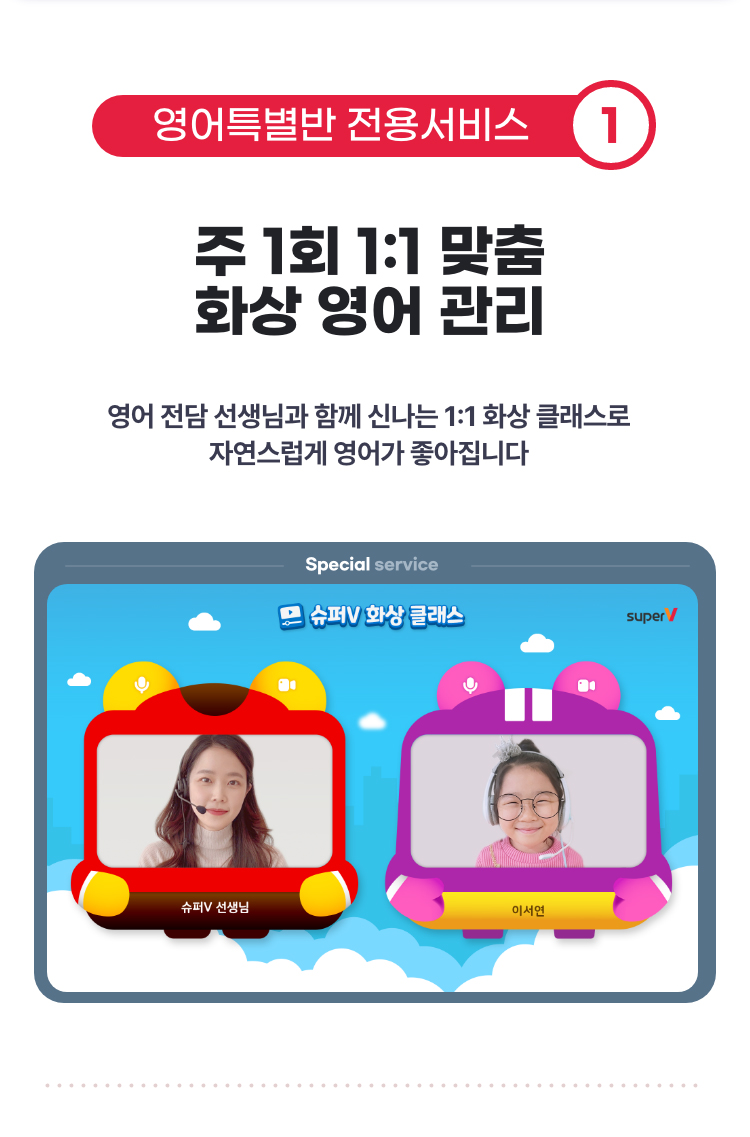 영어특별반 전용서비스 1
주 1회 1:1 맞춤
화상 영어 관리
영어 전담 선생님과 함께 신나는 1:1 화상 클래스로
자연스럽게 영어가 좋아집니다
Special service
슈퍼V 화상 클래스
superV
슈퍼V 선생님
이서연